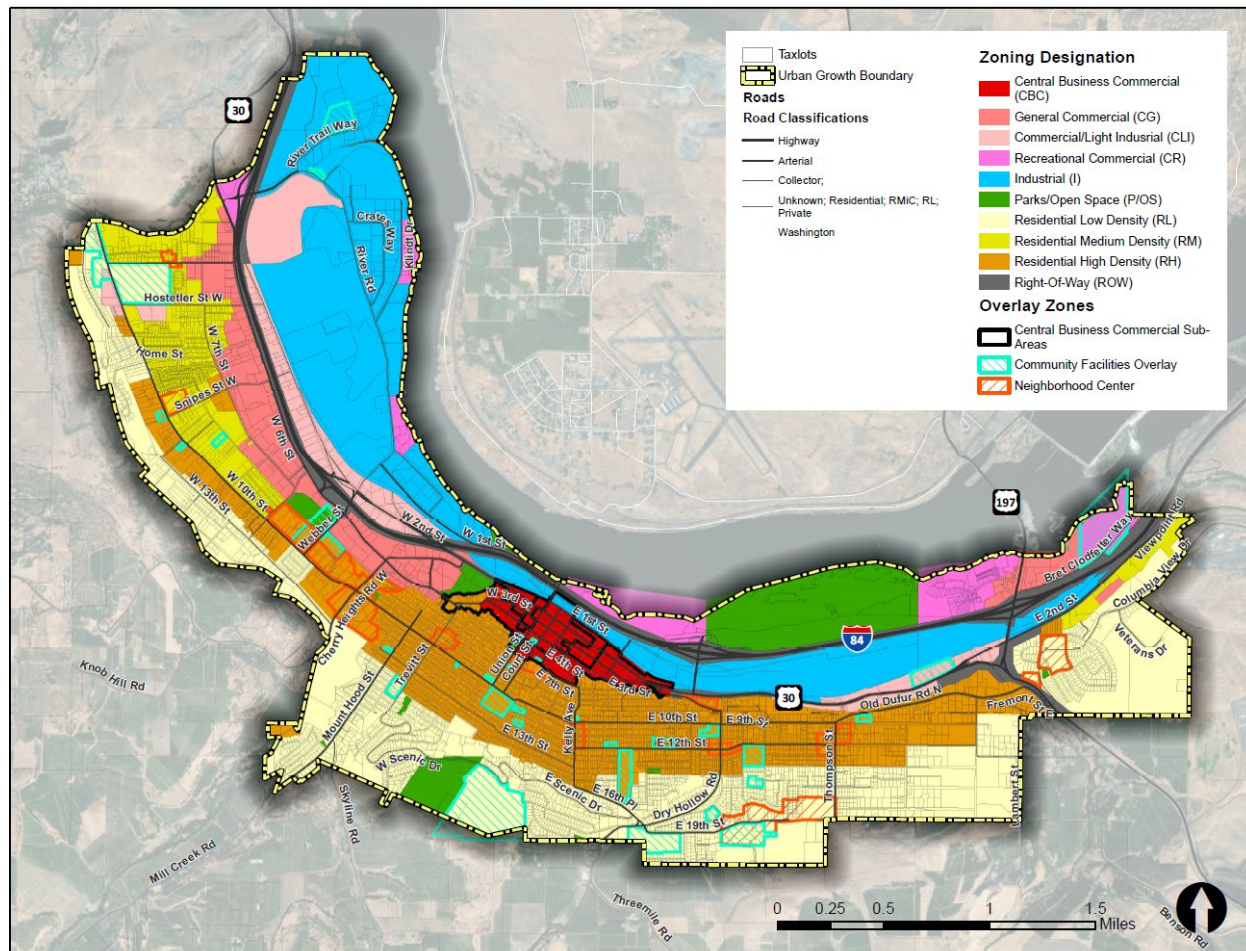 Taxlots
Urban Growth Boundary
Roads
Road Classifications
Highway
Arterial
Collector;
Unknown; Residential; RMiC; RL;
Private
Washington
Zoning Designation
Central Business Commercial
(CBC)
General Commercial (CG)
Commercial/Light Indusrial (CLI)
Recreational Commercial (CR)
Industrial (I)
Parks/Open Space (P/OS)
Residential Low Density (RL)
Residential Medium Density (RM)
Residential High Density (RH)
Right-Of-Way (ROW)
Overlay Zones
Central Business Commercial Sub-
Areas
Community Facilities Overlay
Neighborhood Center
30
River Trail Way
Crates Way
River Rd
Klindt Dr
Hostetler St W
W 7th St
Home St
Snipes St W
W 6th St
W 10th St
W 13th St
Webber St
W 2nd St
W 1st St
197
Bret Clodfelter Way
Viewpoint Rd
Columbia View Dr
E 2nd St
Veterans Dr
84
W 3rd St
E 1st St
Cherry Heights Rd W
Union St
Court St
E 4th St
E 3rd St
E 7th St
Trevitt St
Mount Hood St
Knob Hill Rd
30
Old Dufur Rd N
Fremont St E
E 10th St
E 9th St
E 12th St
E 13th St
Kelly Ave
Thompson St
W Scenic Dr
E Scenic Dr
E 16th Pl
Dry Hollow Rd
E 19th St
Lambert St
Skyline Rd
Mill Creek Rd
Threemile Rd
Benson Rd
0 0.25 0.5 1 1.5
Miles